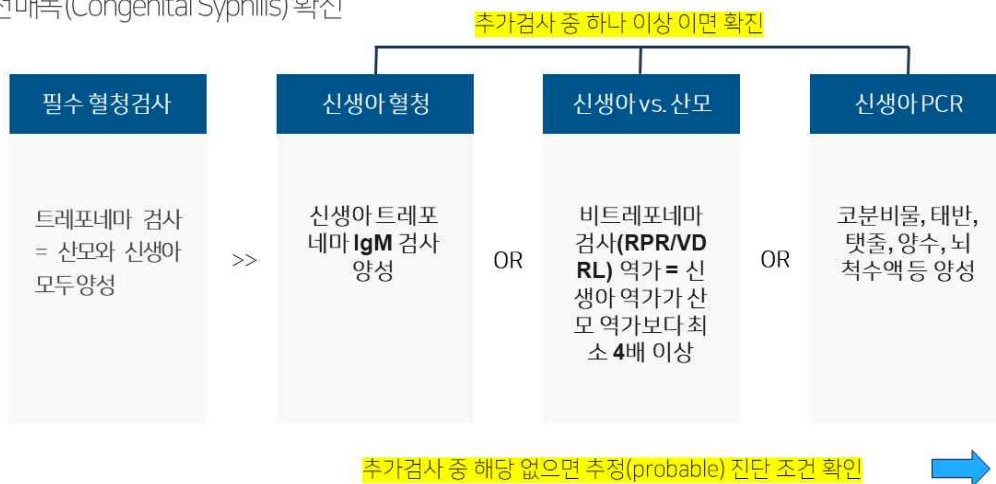 (Congenital Syphilis) 확진
추가검사 중 하나 이상 이면 확진
필수 혈청검사
트레포네마 검사
= 산모와 신생아
모두 양성
>>
신생아 혈청
신생아 트레포
네마 IgM 검사
양성
OR
신생아 vs. 산모
비트레포네마
검사(RPR/VD
RL) 역가 = 신
생아 역가가 산
모 역가보다 최
소 4배 이상
OR
신생아 PCR
코분비물, 태반,
탯줄, 양수, 뇌
척수액 등 양성
추가검사 중 해당 없으면 추정(probable) 진단 조건 확인